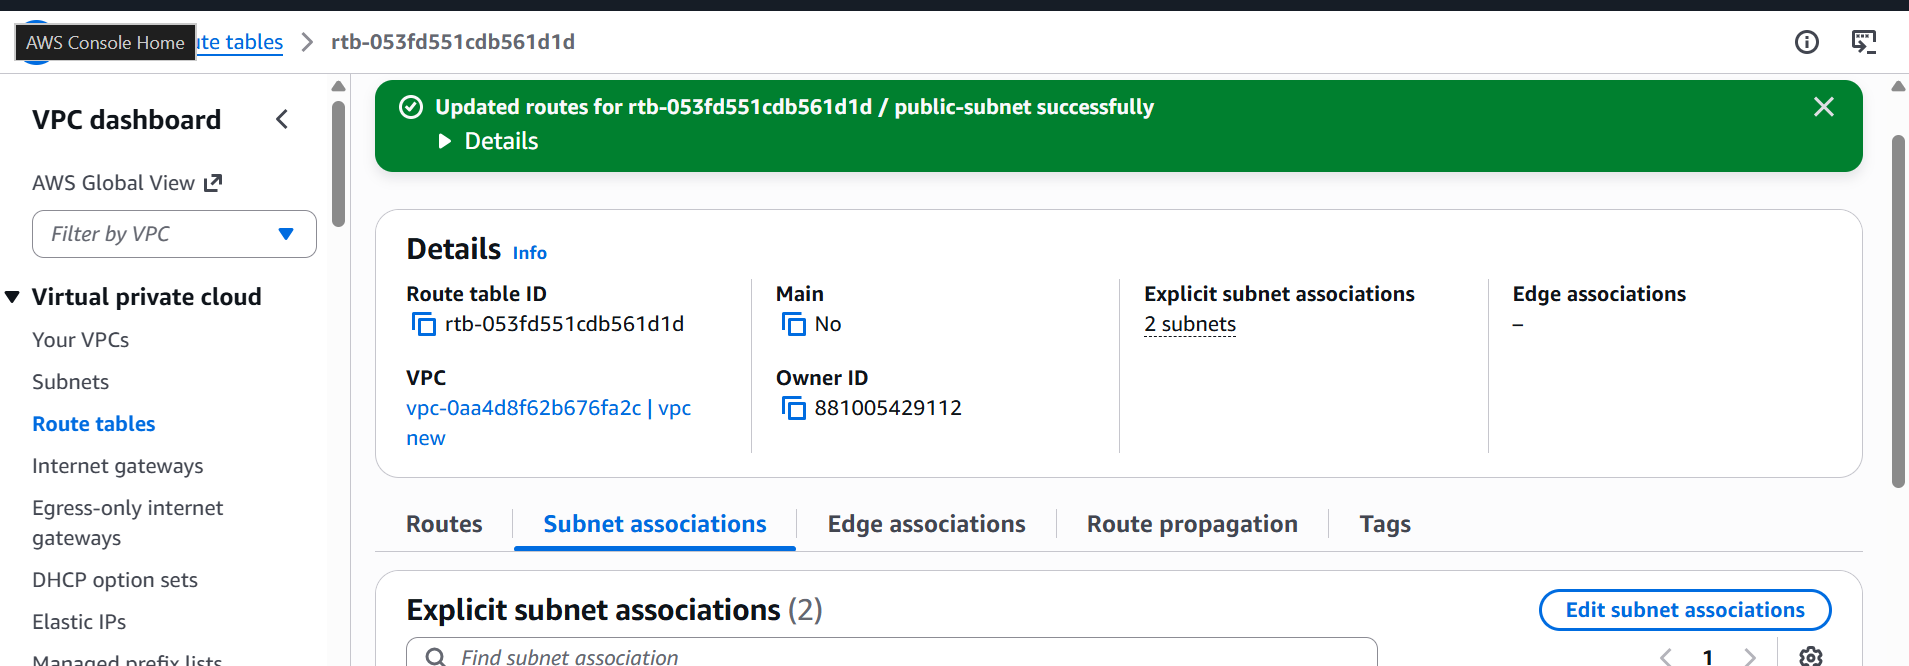 AWS Console Home
te tables
rtb-053fd551cdb561d1d
VPC dashboard
AWS Global View
Filter by VPC
Virtual private cloud
Your VPCs
Subnets
Route tables
Internet gateways
Egress-only internet
gateways
DHCP option sets
Elastic IPs
Managed prefix lists
Updated routes for rtb-053fd551cdb561d1d / public-subnet successfully
Details
Details Info
Route table ID
rtb-053fd551cdb561d1d
Main
No
Explicit subnet associations
2 subnets
Edge associations
–
VPC
vpc-0aa4d8f62b676fa2c | vpc
new
Owner ID
881005429112
Routes
Subnet associations
Edge associations
Route propagation
Tags
Explicit subnet associations (2)
Edit subnet associations
Find subnet association
1